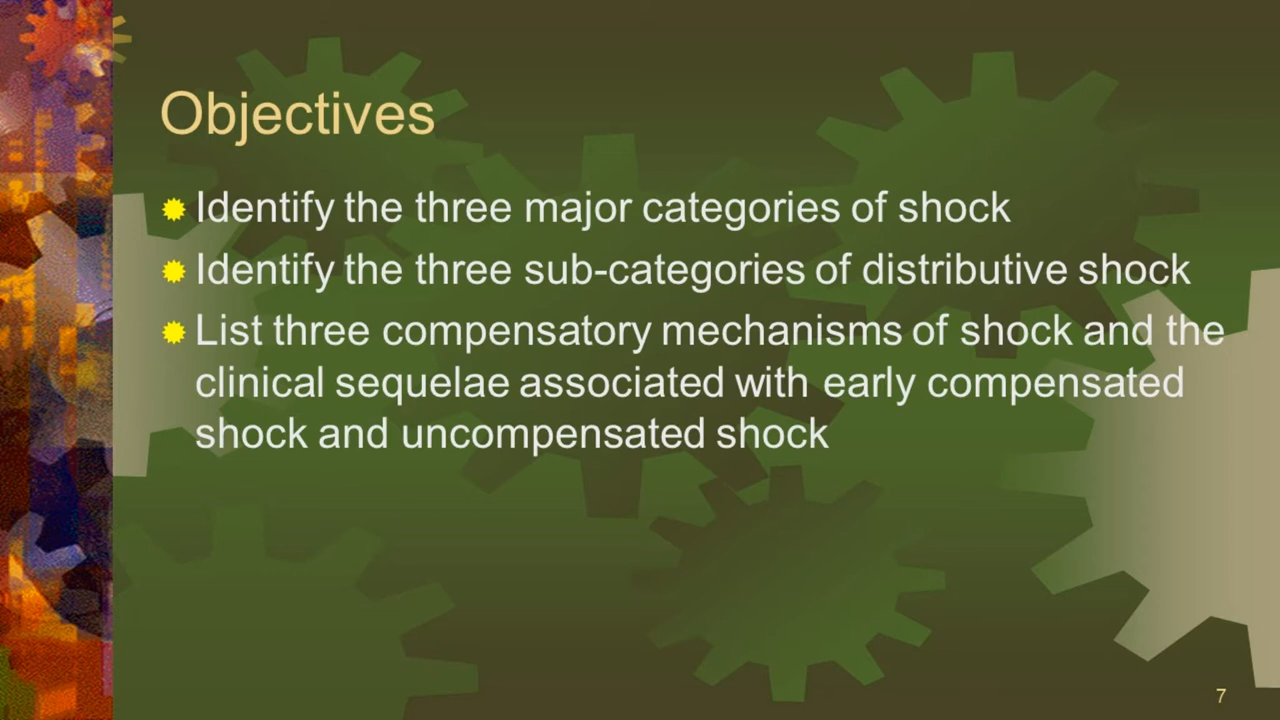 Objectives
Identify the three major categories of shock
Identify the three sub-categories of distributive shock
List three compensatory mechanisms of shock and the
clinical sequelae associated with early compensated
shock and uncompensated shock
7